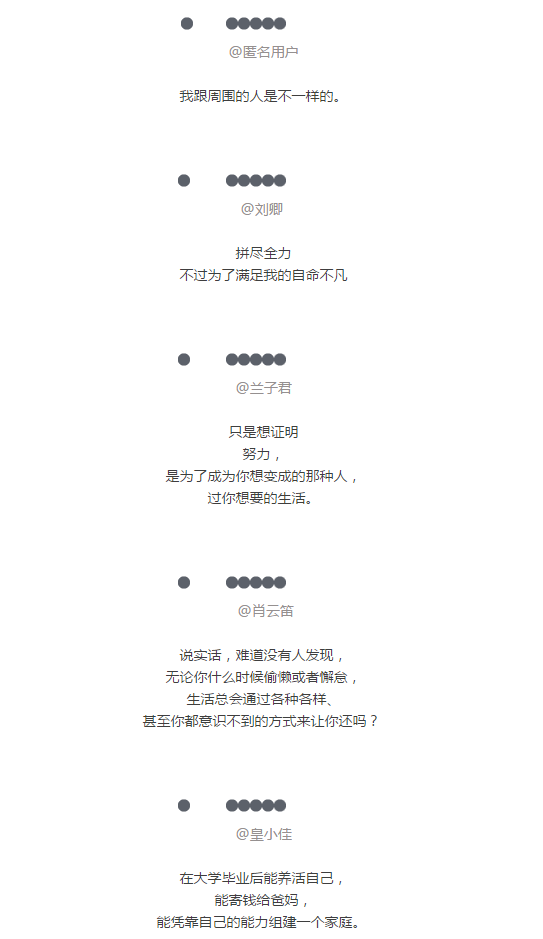 @匿名用户
我跟周围的人是不一样的。
@刘卿
拼尽全力
不过为了满足我的自命不凡
@兰子君
只是想证明
努力，
是为了成为你想变成的那种人，
过你想要的生活。
@肖云笛
说实话，难道没有人发现，
无论你什么时候偷懒或者懈怠，
生活总会通过各种各样、
甚至你都意识不到的方式来让你还吗？
@皇小佳
在大学毕业后能养活自己，
能寄钱给爸妈，
能凭靠自己的能力组建一个家庭。